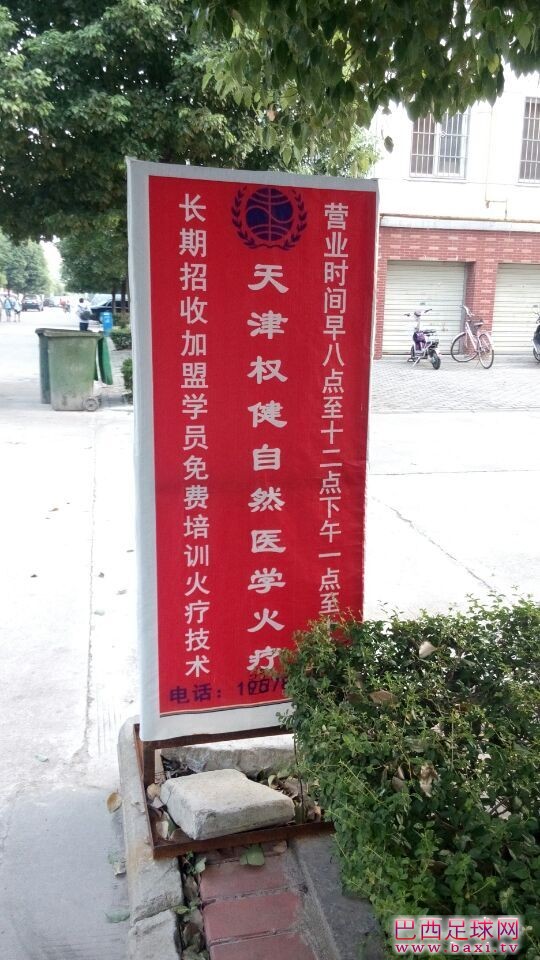 营业时间早八点至十二点下午一点至
天津权健自然医学火疗
长期招收加盟学员免费培训火疗技术
电话：
巴西足球网
www.baxi.tv